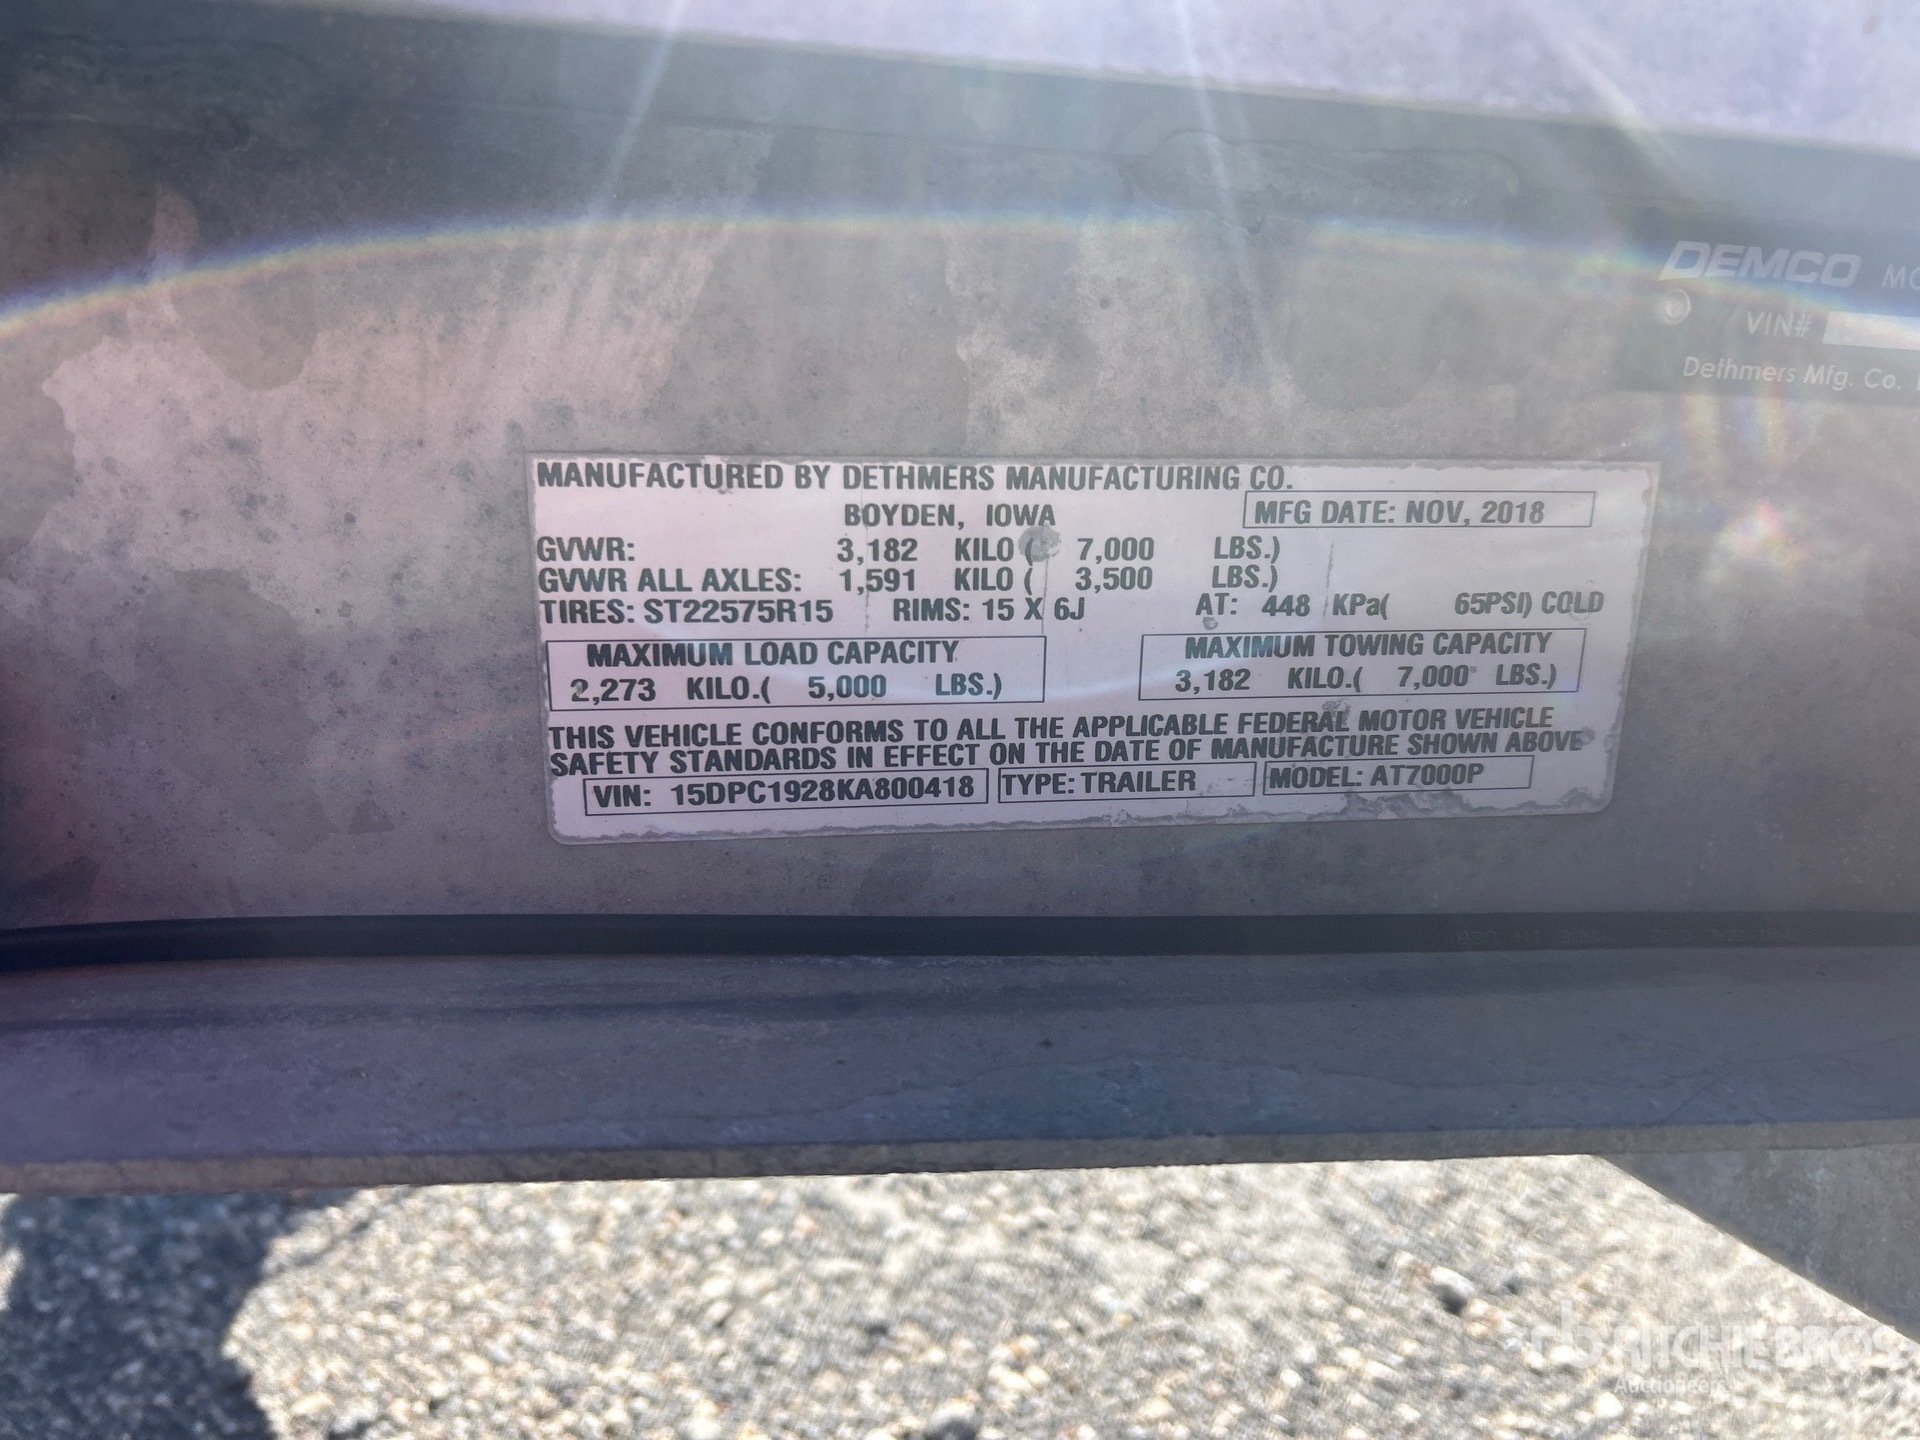 DEMCO
VIN#
Dethmers Mfg. Co.
MANUFACTURED BY DETHMERS MANUFACTURING CO.
BOYDEN, IOWA MFG DATE: NOV, 2018
GVWR: 3,182 KILO ( 7,000 LBS.)
GVWR ALL AXLES: 1,591 KILO ( 3,500 LBS.)
TIRES: ST22575R15 RIMS: 15 X 6J AT: 448 KPa( 65PSI) COLD
MAXIMUM LOAD CAPACITY MAXIMUM TOWING CAPACITY
2,273 KILO.( 5,000 LBS.) 3,182 KILO.( 7,000 LBS.)
THIS VEHICLE CONFORMS TO ALL THE APPLICABLE FEDERAL MOTOR VEHICLE
SAFETY STANDARDS IN EFFECT ON THE DATE OF MANUFACTURE SHOWN ABOVE
VIN: 15DPC1928KA800418 TYPE: TRAILER MODEL: AT7000P
rb RITCHIE BROS
Auctioneers